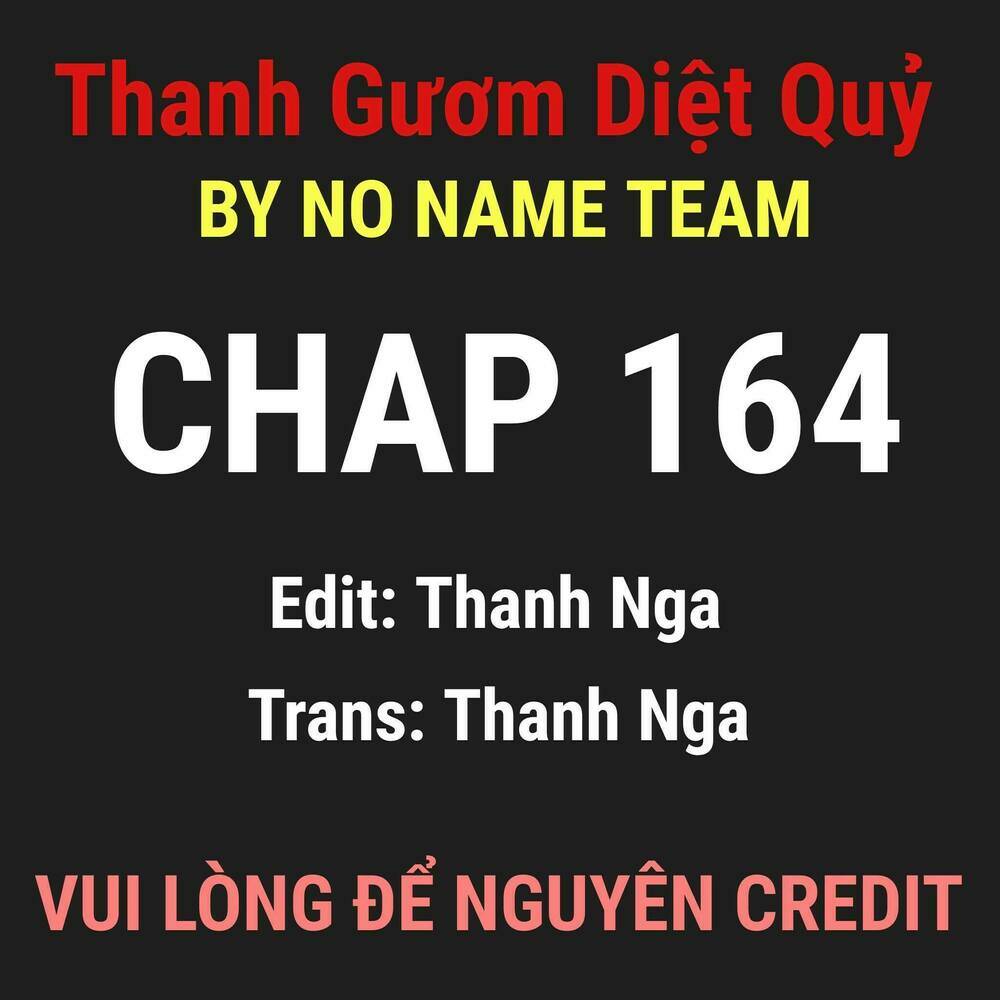 Thanh Gươm Diệt Quỷ
BY NO NAME TEAM
CHAP 164
Edit: Thanh Nga
Trans: Thanh Nga
VUI LÒNG ĐỂ NGUYÊN CREDIT